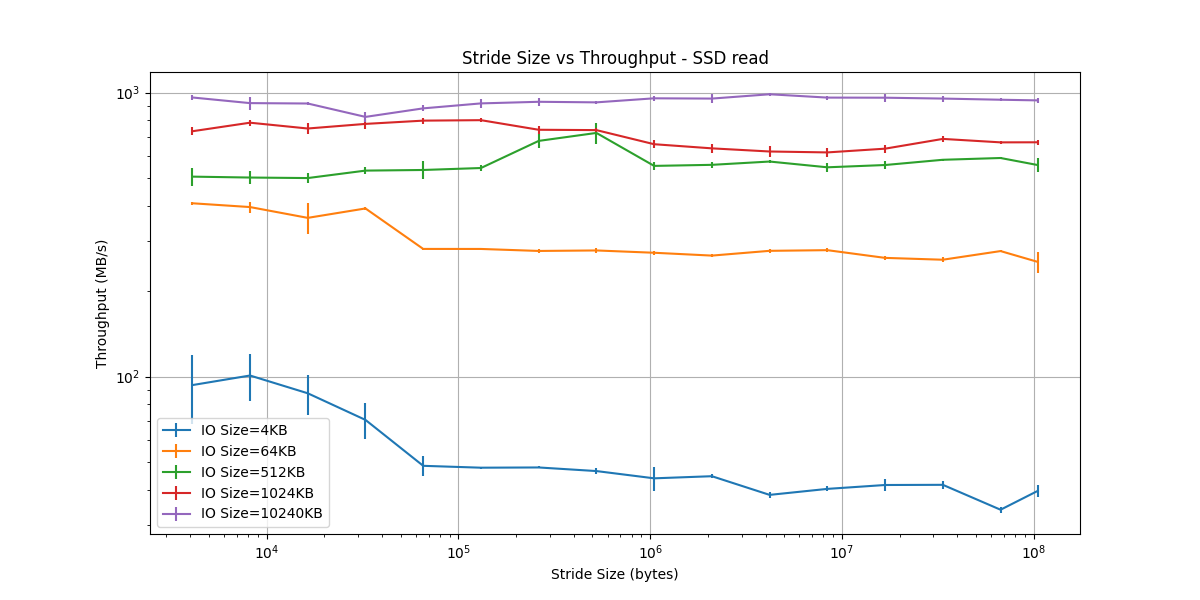 Stride Size vs Throughput - SSD read
Throughput (MB/s)
10³
10²
IO Size=4KB
IO Size=64KB
IO Size=512KB
IO Size=1024KB
IO Size=10240KB
10⁴ 10⁵ 10⁶ 10⁷ 10⁸
Stride Size (bytes)